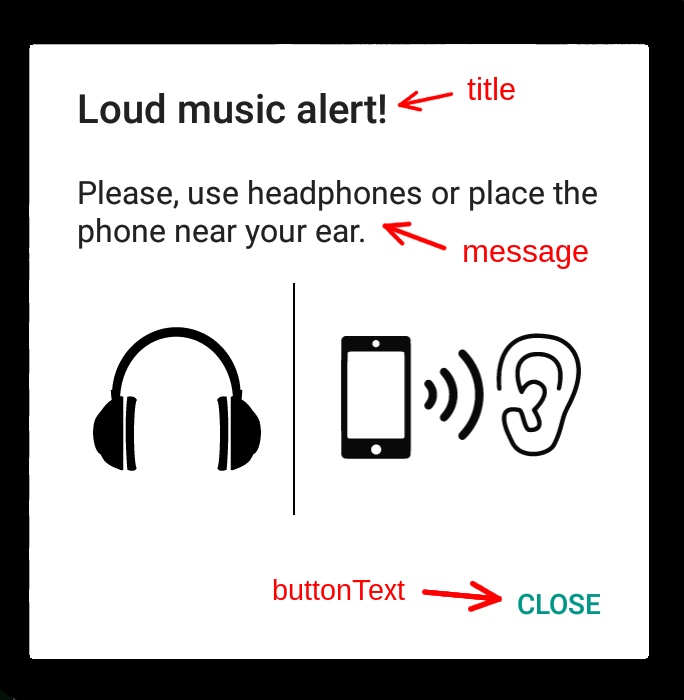 Loud music alert!
title
Please, use headphones or place the
phone near your ear.
message
buttonText
CLOSE